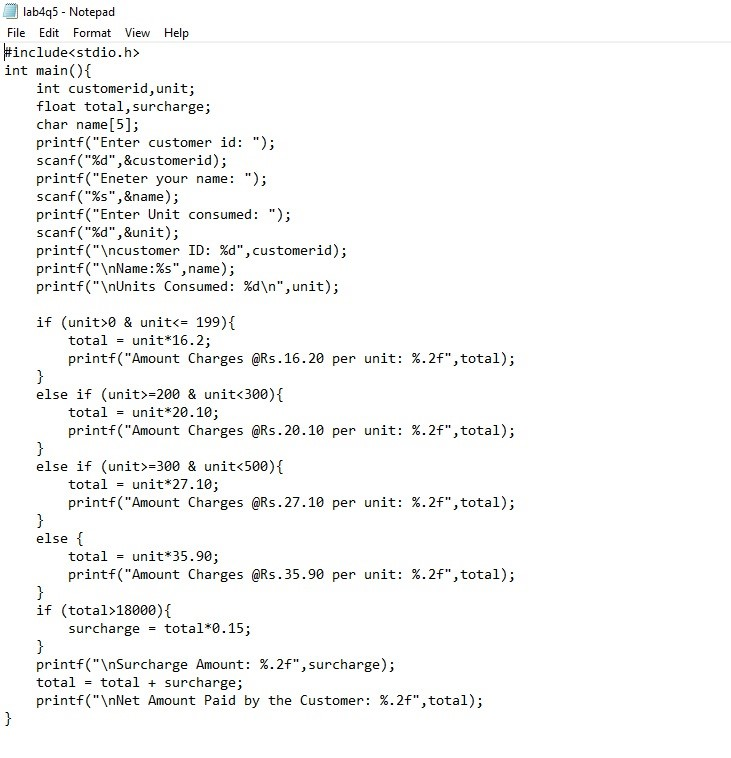 lab4q5 - Notepad
File Edit Format View Help
#include<stdio.h>
int main(){
    int customerid,unit;
    float total,surcharge;
    char name[5];
    printf("Enter customer id: ");
    scanf("%d",&customerid);
    printf("Eneter your name: ");
    scanf("%s",&name);
    printf("Enter Unit consumed: ");
    scanf("%d",&unit);
    printf("\ncustomer ID: %d",customerid);
    printf("\nName:%s",name);
    printf("\nUnits Consumed: %d\n",unit);

    if (unit>0 & unit<= 199){
        total = unit*16.2;
        printf("Amount Charges @Rs.16.20 per unit: %.2f",total);
    }
    else if (unit>=200 & unit<300){
        total = unit*20.10;
        printf("Amount Charges @Rs.20.10 per unit: %.2f",total);
    }
    else if (unit>=300 & unit<500){
        total = unit*27.10;
        printf("Amount Charges @Rs.27.10 per unit: %.2f",total);
    }
    else {
        total = unit*35.90;
        printf("Amount Charges @Rs.35.90 per unit: %.2f",total);
    }
    if (total>18000){
        surcharge = total*0.15;
    }
    printf("\nSurcharge Amount: %.2f",surcharge);
    total = total + surcharge;
    printf("\nNet Amount Paid by the Customer: %.2f",total);
}